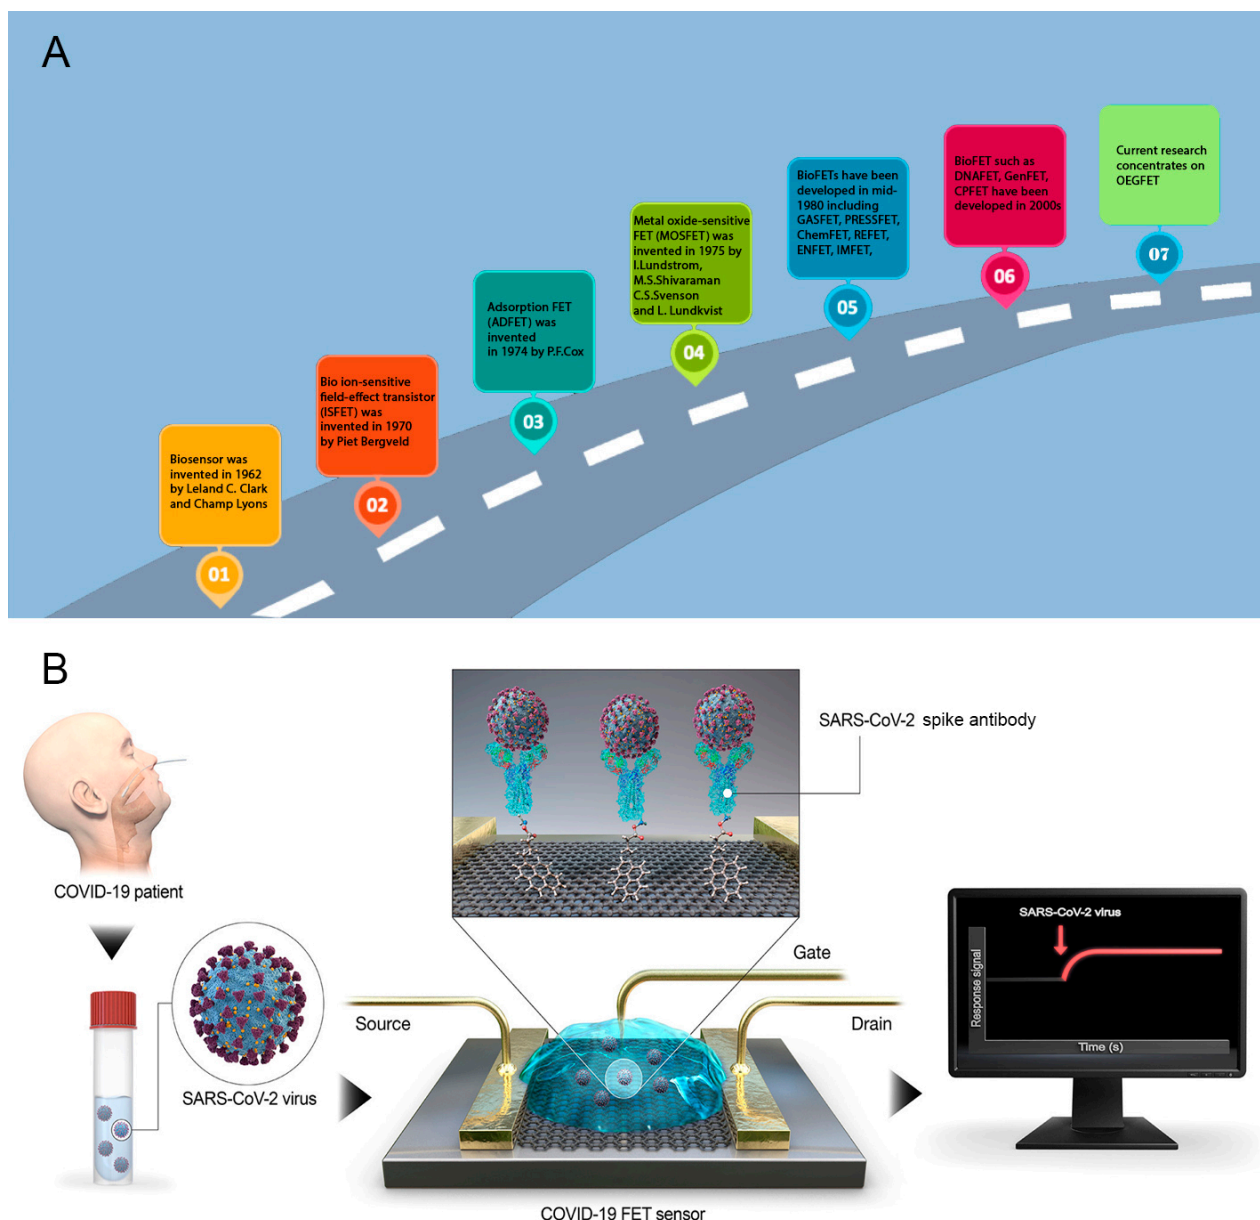 A
Biosensor was
invented in 1962
by Leland C. Clark
and Champ Lyons
01
Bio ion-sensitive
field-effect transistor
(ISFET) was
invented in 1970
by Piet Bergveld
02
Adsorption FET
(ADFET) was
invented
in 1974 by P.F.Cox
03
Metal oxide-sensitive
FET (MOSFET) was
invented in 1975 by
I.Lundstrom,
M.S.Shivaraman
C.S.Svenson
and L. Lundkvist
04
BioFETs have been
developed in mid-
1980 including
GASFET, PRESSFET,
ChemFET, REFET,
ENFET, IMFET,
05
BioFET such as
DNAFET, GenFET,
CPFET have been
developed in 2000s
06
Current research
concentrates on
OEGFET
07
B
COVID-19 patient
SARS-CoV-2 virus
SARS-CoV-2 spike antibody
Source
Gate
Drain
COVID-19 FET sensor
SARS-CoV-2 virus
Response signal
Time (s)